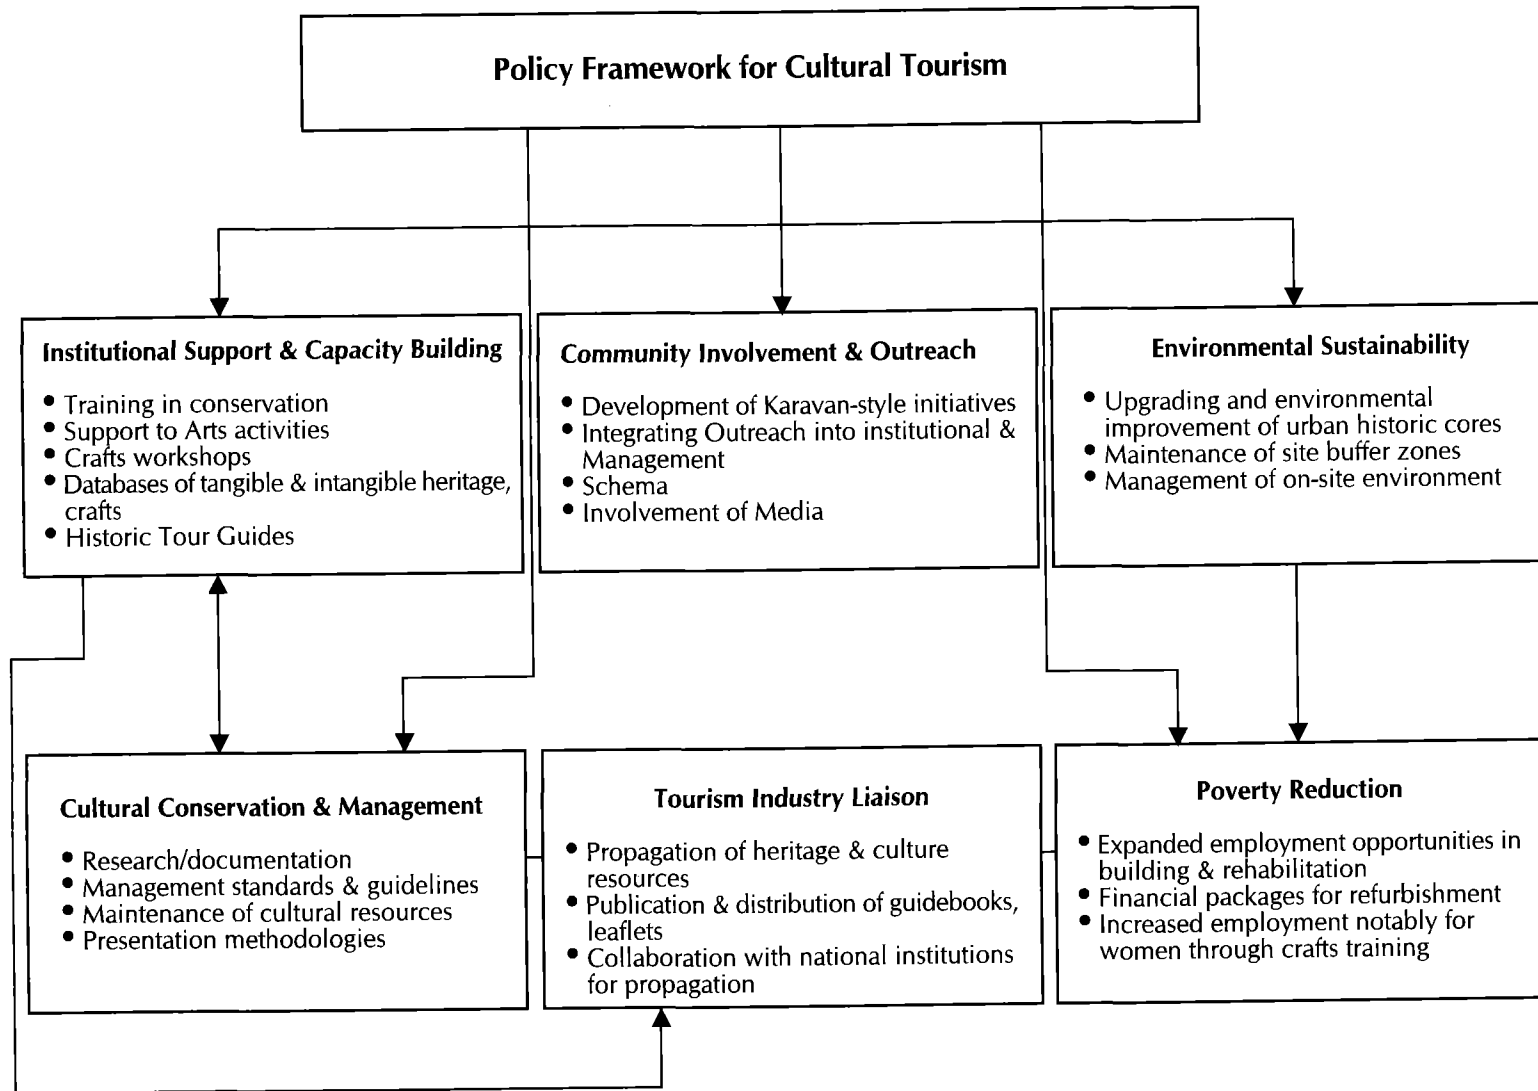 Policy Framework for Cultural Tourism
Institutional Support & Capacity Building
• Training in conservation
• Support to Arts activities
• Crafts workshops
• Databases of tangible & intangible heritage,
crafts
• Historic Tour Guides
Community Involvement & Outreach
• Development of Karavan-style initiatives
• Integrating Outreach into institutional &
Management
• Schema
• Involvement of Media
Environmental Sustainability
• Upgrading and environmental
improvement of urban historic cores
• Maintenance of site buffer zones
• Management of on-site environment
Cultural Conservation & Management
• Research/documentation
• Management standards & guidelines
• Maintenance of cultural resources
• Presentation methodologies
Tourism Industry Liaison
• Propagation of heritage & culture
resources
• Publication & distribution of guidebooks,
leaflets
• Collaboration with national institutions
for propagation
Poverty Reduction
• Expanded employment opportunities in
building & rehabilitation
• Financial packages for refurbishment
• Increased employment notably for
women through crafts training